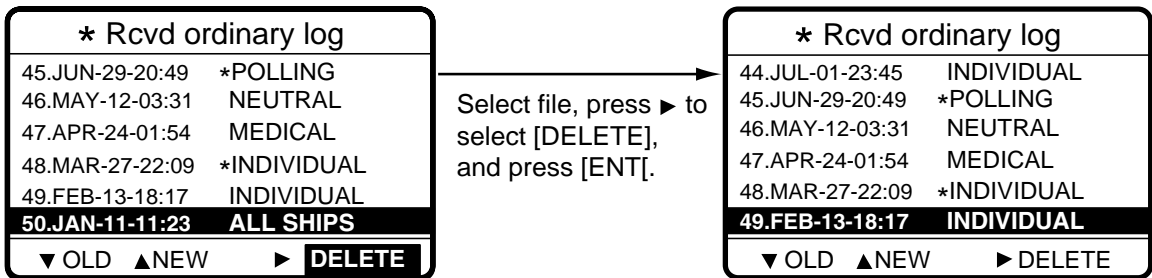 * Rcvd ordinary log
45.JUN-29-20:49 *POLLING
46.MAY-12-03:31 NEUTRAL
47.APR-24-01:54 MEDICAL
48.MAR-27-22:09 *INDIVIDUAL
49.FEB-13-18:17 INDIVIDUAL
50.JAN-11-11:23 ALL SHIPS
▼ OLD ▲NEW ► DELETE
Select file, press ► to
select [DELETE],
and press [ENT[.
* Rcvd ordinary log
44.JUL-01-23:45 INDIVIDUAL
45.JUN-29-20:49 *POLLING
46.MAY-12-03:31 NEUTRAL
47.APR-24-01:54 MEDICAL
48.MAR-27-22:09 *INDIVIDUAL
49.FEB-13-18:17 INDIVIDUAL
▼ OLD ▲NEW ►DELETE